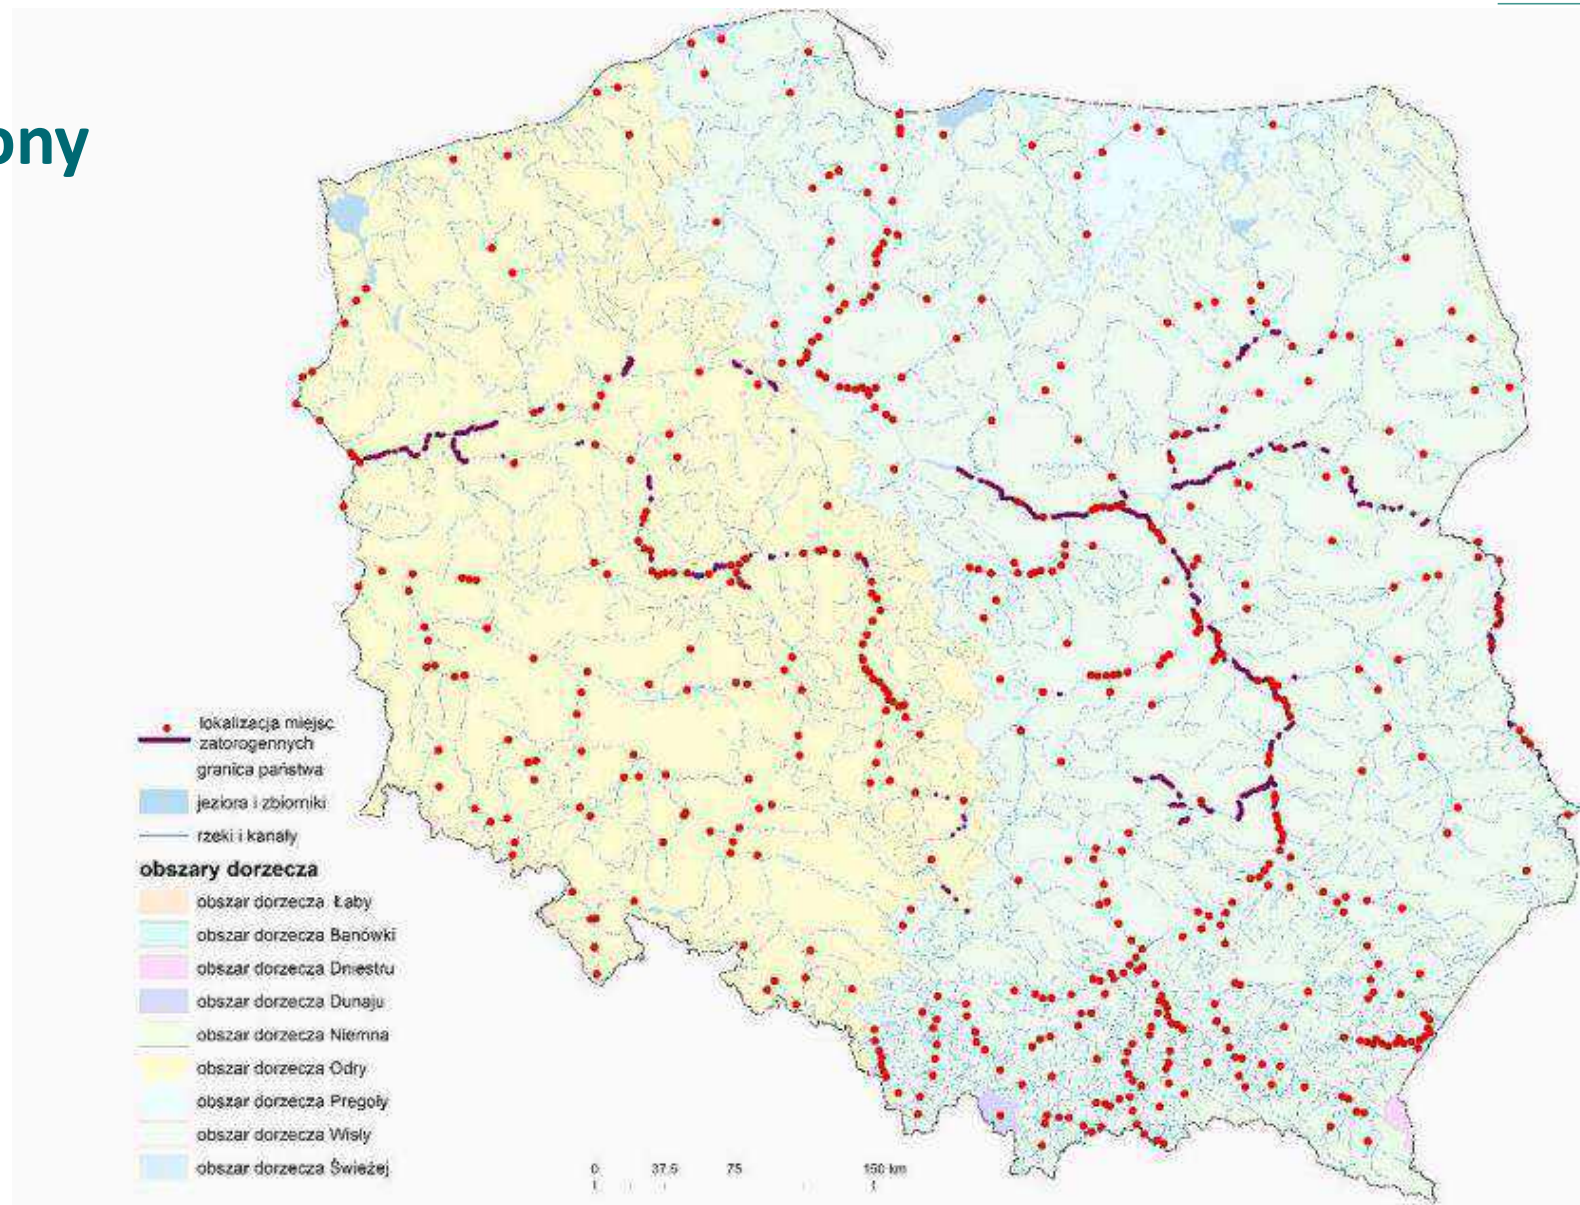 ony
lokalizacja miejsc
zatorogennych
granica państwa
jeziora i zbiorniki
rzeki i kanały
obszary dorzecza
obszar dorzecza Łaby
obszar dorzecza Banówki
obszar dorzecza Dniestru
obszar dorzecza Dunaju
obszar dorzecza Niemna
obszar dorzecza Odry
obszar dorzecza Pregoły
obszar dorzecza Wisły
obszar dorzecza Świeżej
0 37.5 75 150 km